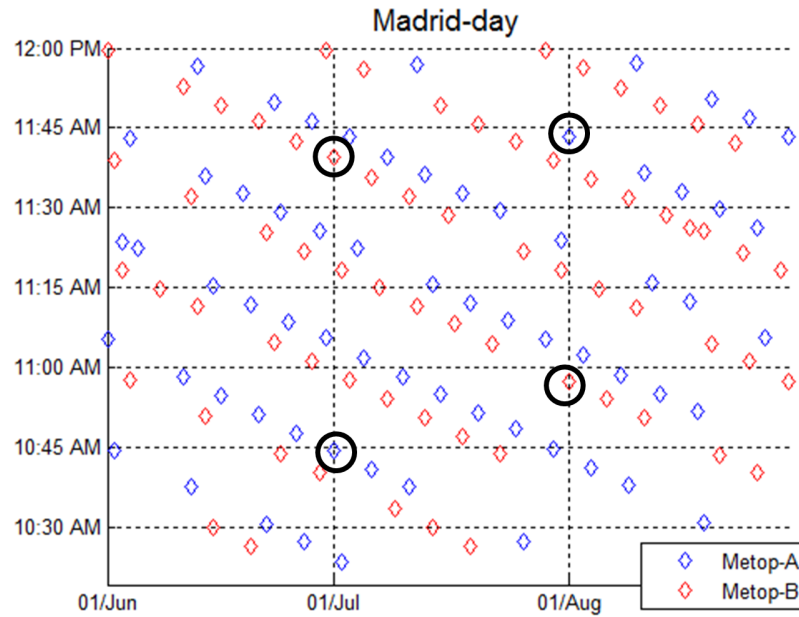 Madrid-day
12:00 PM
11:45 AM
11:30 AM
11:15 AM
11:00 AM
10:45 AM
10:30 AM
01/Jun
01/Jul
01/Aug
Metop-A
Metop-B